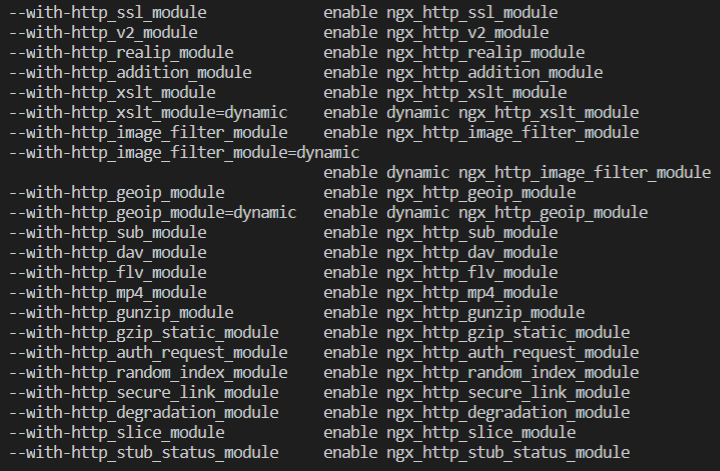 --with-http_ssl_module             enable ngx_http_ssl_module
--with-http_v2_module              enable ngx_http_v2_module
--with-http_realip_module          enable ngx_http_realip_module
--with-http_addition_module        enable ngx_http_addition_module
--with-http_xslt_module            enable ngx_http_xslt_module
--with-http_xslt_module=dynamic    enable dynamic ngx_http_xslt_module
--with-http_image_filter_module    enable ngx_http_image_filter_module
--with-http_image_filter_module=dynamic
                                   enable dynamic ngx_http_image_filter_module
--with-http_geoip_module           enable ngx_http_geoip_module
--with-http_geoip_module=dynamic   enable dynamic ngx_http_geoip_module
--with-http_sub_module             enable ngx_http_sub_module
--with-http_dav_module             enable ngx_http_dav_module
--with-http_flv_module             enable ngx_http_flv_module
--with-http_mp4_module             enable ngx_http_mp4_module
--with-http_gunzip_module          enable ngx_http_gunzip_module
--with-http_gzip_static_module     enable ngx_http_gzip_static_module
--with-http_auth_request_module    enable ngx_http_auth_request_module
--with-http_random_index_module    enable ngx_http_random_index_module
--with-http_secure_link_module     enable ngx_http_secure_link_module
--with-http_degradation_module     enable ngx_http_degradation_module
--with-http_slice_module           enable ngx_http_slice_module
--with-http_stub_status_module     enable ngx_http_stub_status_module